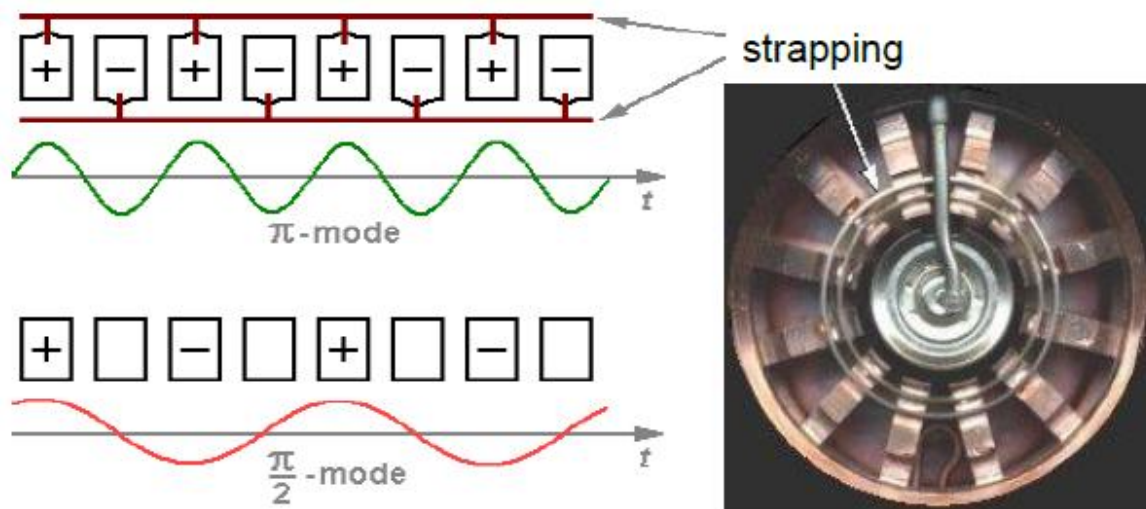 strapping
+ − + − + − + −
t
π-mode
+ − + −
t
π/2-mode